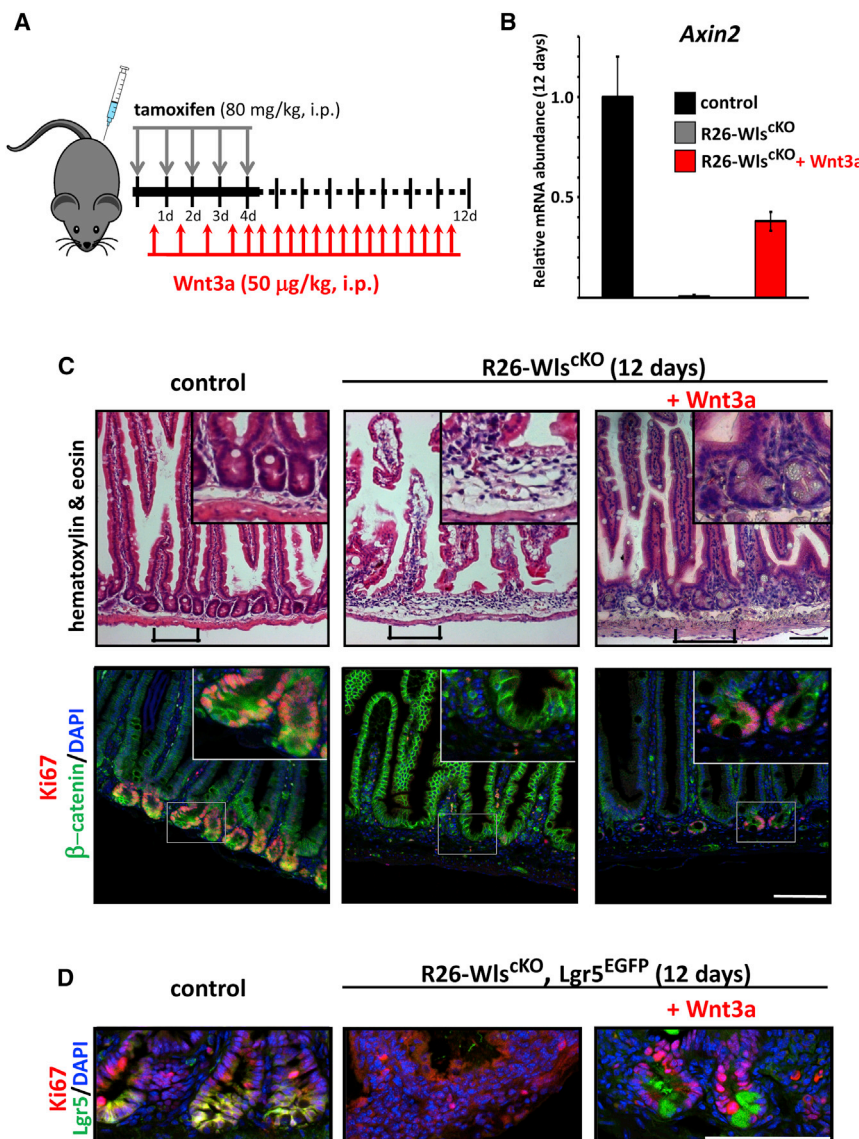 A
tamoxifen (80 mg/kg, i.p.)
1d 2d 3d 4d 12d
Wnt3a (50 µg/kg, i.p.)
B
Axin2
Relative mRNA abundance (12 days)
1.0
0.5
control
R26-Wls^cKO
R26-Wls^cKO + Wnt3a
C
control
R26-Wls^cKO (12 days)
+ Wnt3a
hematoxylin & eosin
Ki67
β–catenin/DAPI
D
control
R26-Wls^cKO, Lgr5^EGFP (12 days)
+ Wnt3a
Ki67
Lgr5/DAPI